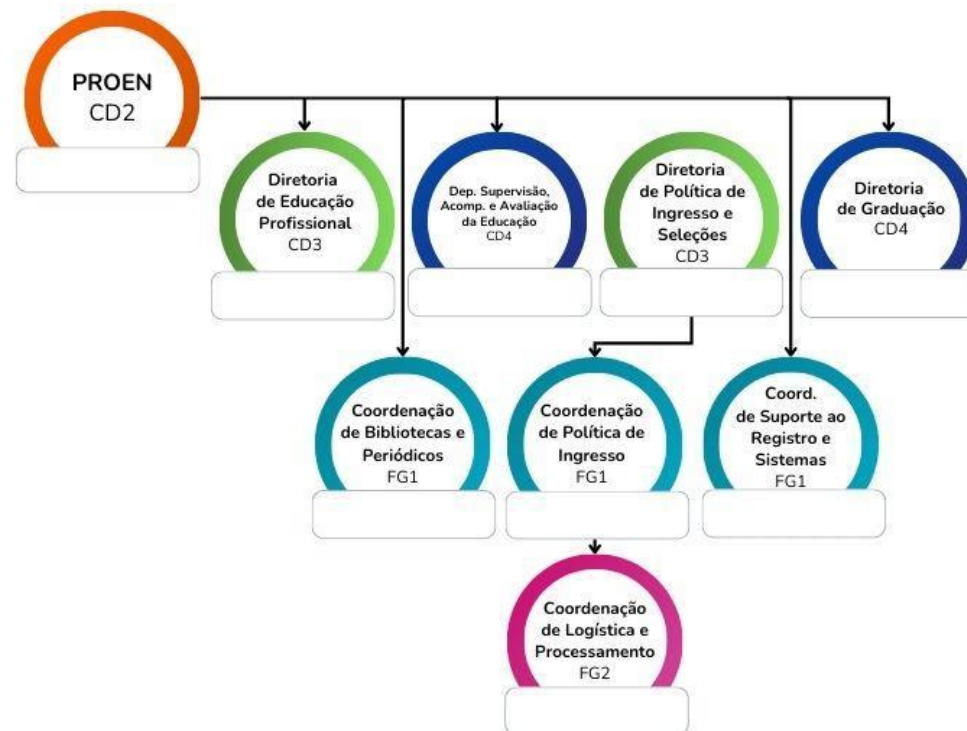 PROEN
CD2
Diretoria
de Educação
Profissional
CD3
Dep. Supervisão,
Acomp. e Avaliação
da Educação
CD4
Diretoria
de Política de
Ingresso e
Seleções
CD3
Diretoria
de Graduação
CD4
Coordenação
de Bibliotecas e
Periódicos
FG1
Coordenação
de Política de
Ingresso
FG1
Coord.
de Suporte ao
Registro e
Sistemas
FG1
Coordenação
de Logística e
Processamento
FG2